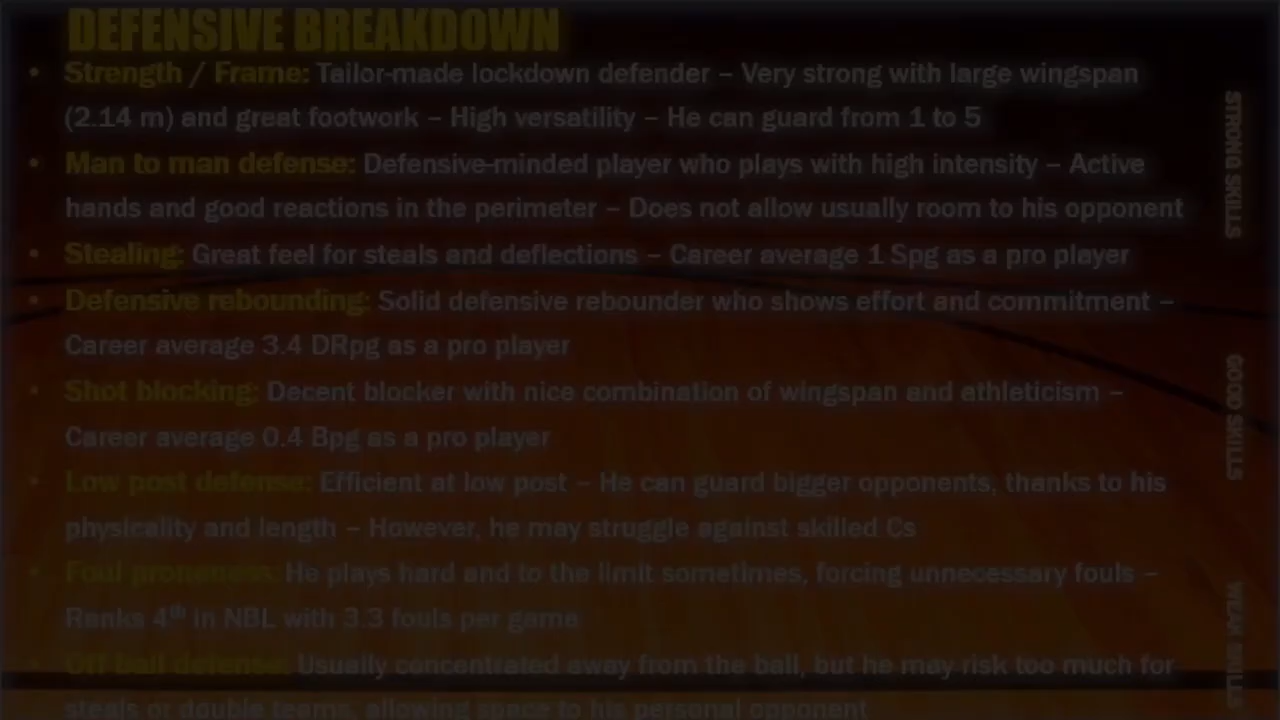 DEFENSIVE BREAKDOWN
• Strength / Frame: Tailor-made lockdown defender – Very strong with large wingspan
(2.14 m) and great footwork – High versatility – He can guard from 1 to 5
• Man to man defense: Defensive–minded player who plays with high intensity – Active
hands and good reactions in the perimeter – Does not allow usually room to his opponent
• Stealing: Great feel for steals and deflections – Career average 1 Spg as a pro player
• Defensive rebounding: Solid defensive rebounder who shows effort and commitment –
Career average 3.4 DRpg as a pro player
• Shot blocking: Decent blocker with nice combination of wingspan and athleticism –
Career average 0.4 Bpg as a pro player
• Low post defense: Efficient at low post – He can guard bigger opponents, thanks to his
physicality and length – However, he may struggle against skilled Cs
• Foul proneness: He plays hard and to the limit sometimes, forcing unnecessary fouls –
Ranks 4th in NBL with 3.3 fouls per game
• Off ball defense: Usually concentrated away from the ball, but he may risk too much for
steals or double teams, allowing space to his personal opponent
STRONG SKILLS
GOOD SKILLS
WEAK SKILLS